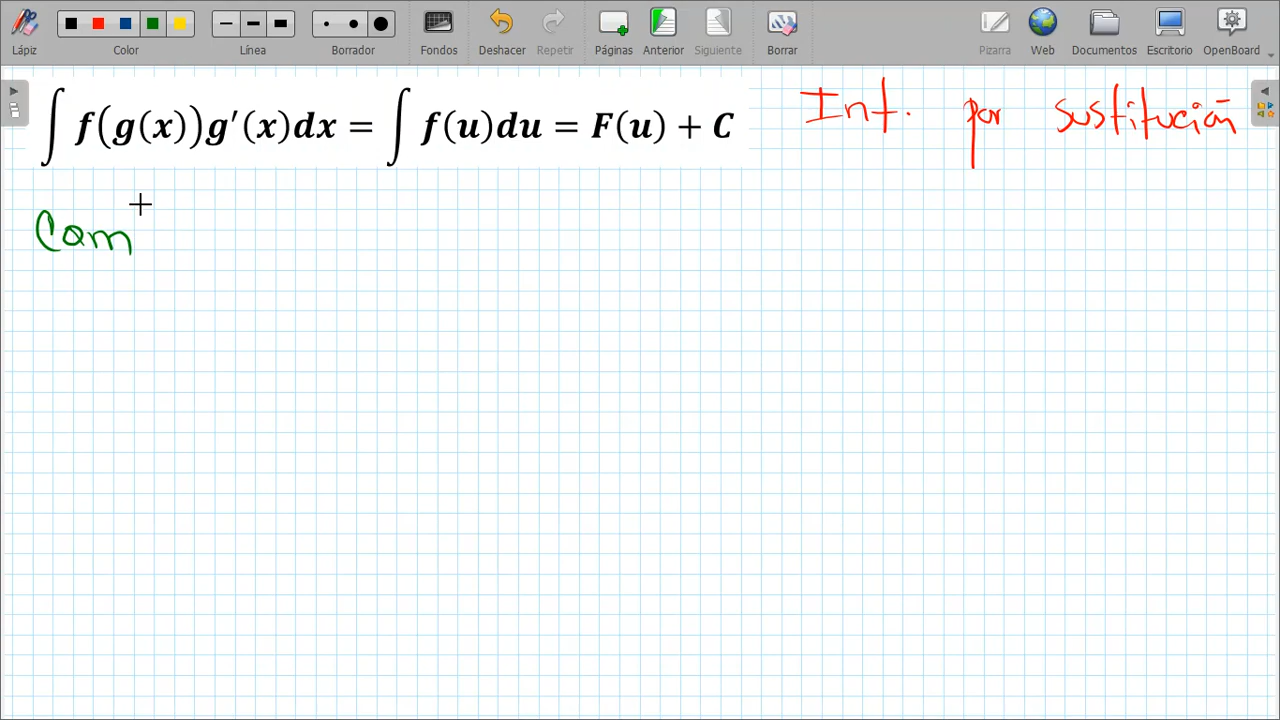 Lápiz Color Línea Borrador Fondos Deshacer Repetir Páginas Anterior Siguiente Borrar Pizarra Web Documentos Escritorio OpenBoard
∫ f(g(x))g′(x)dx = ∫ f(u)du = F(u) + C
Int. por sustitución
Cam